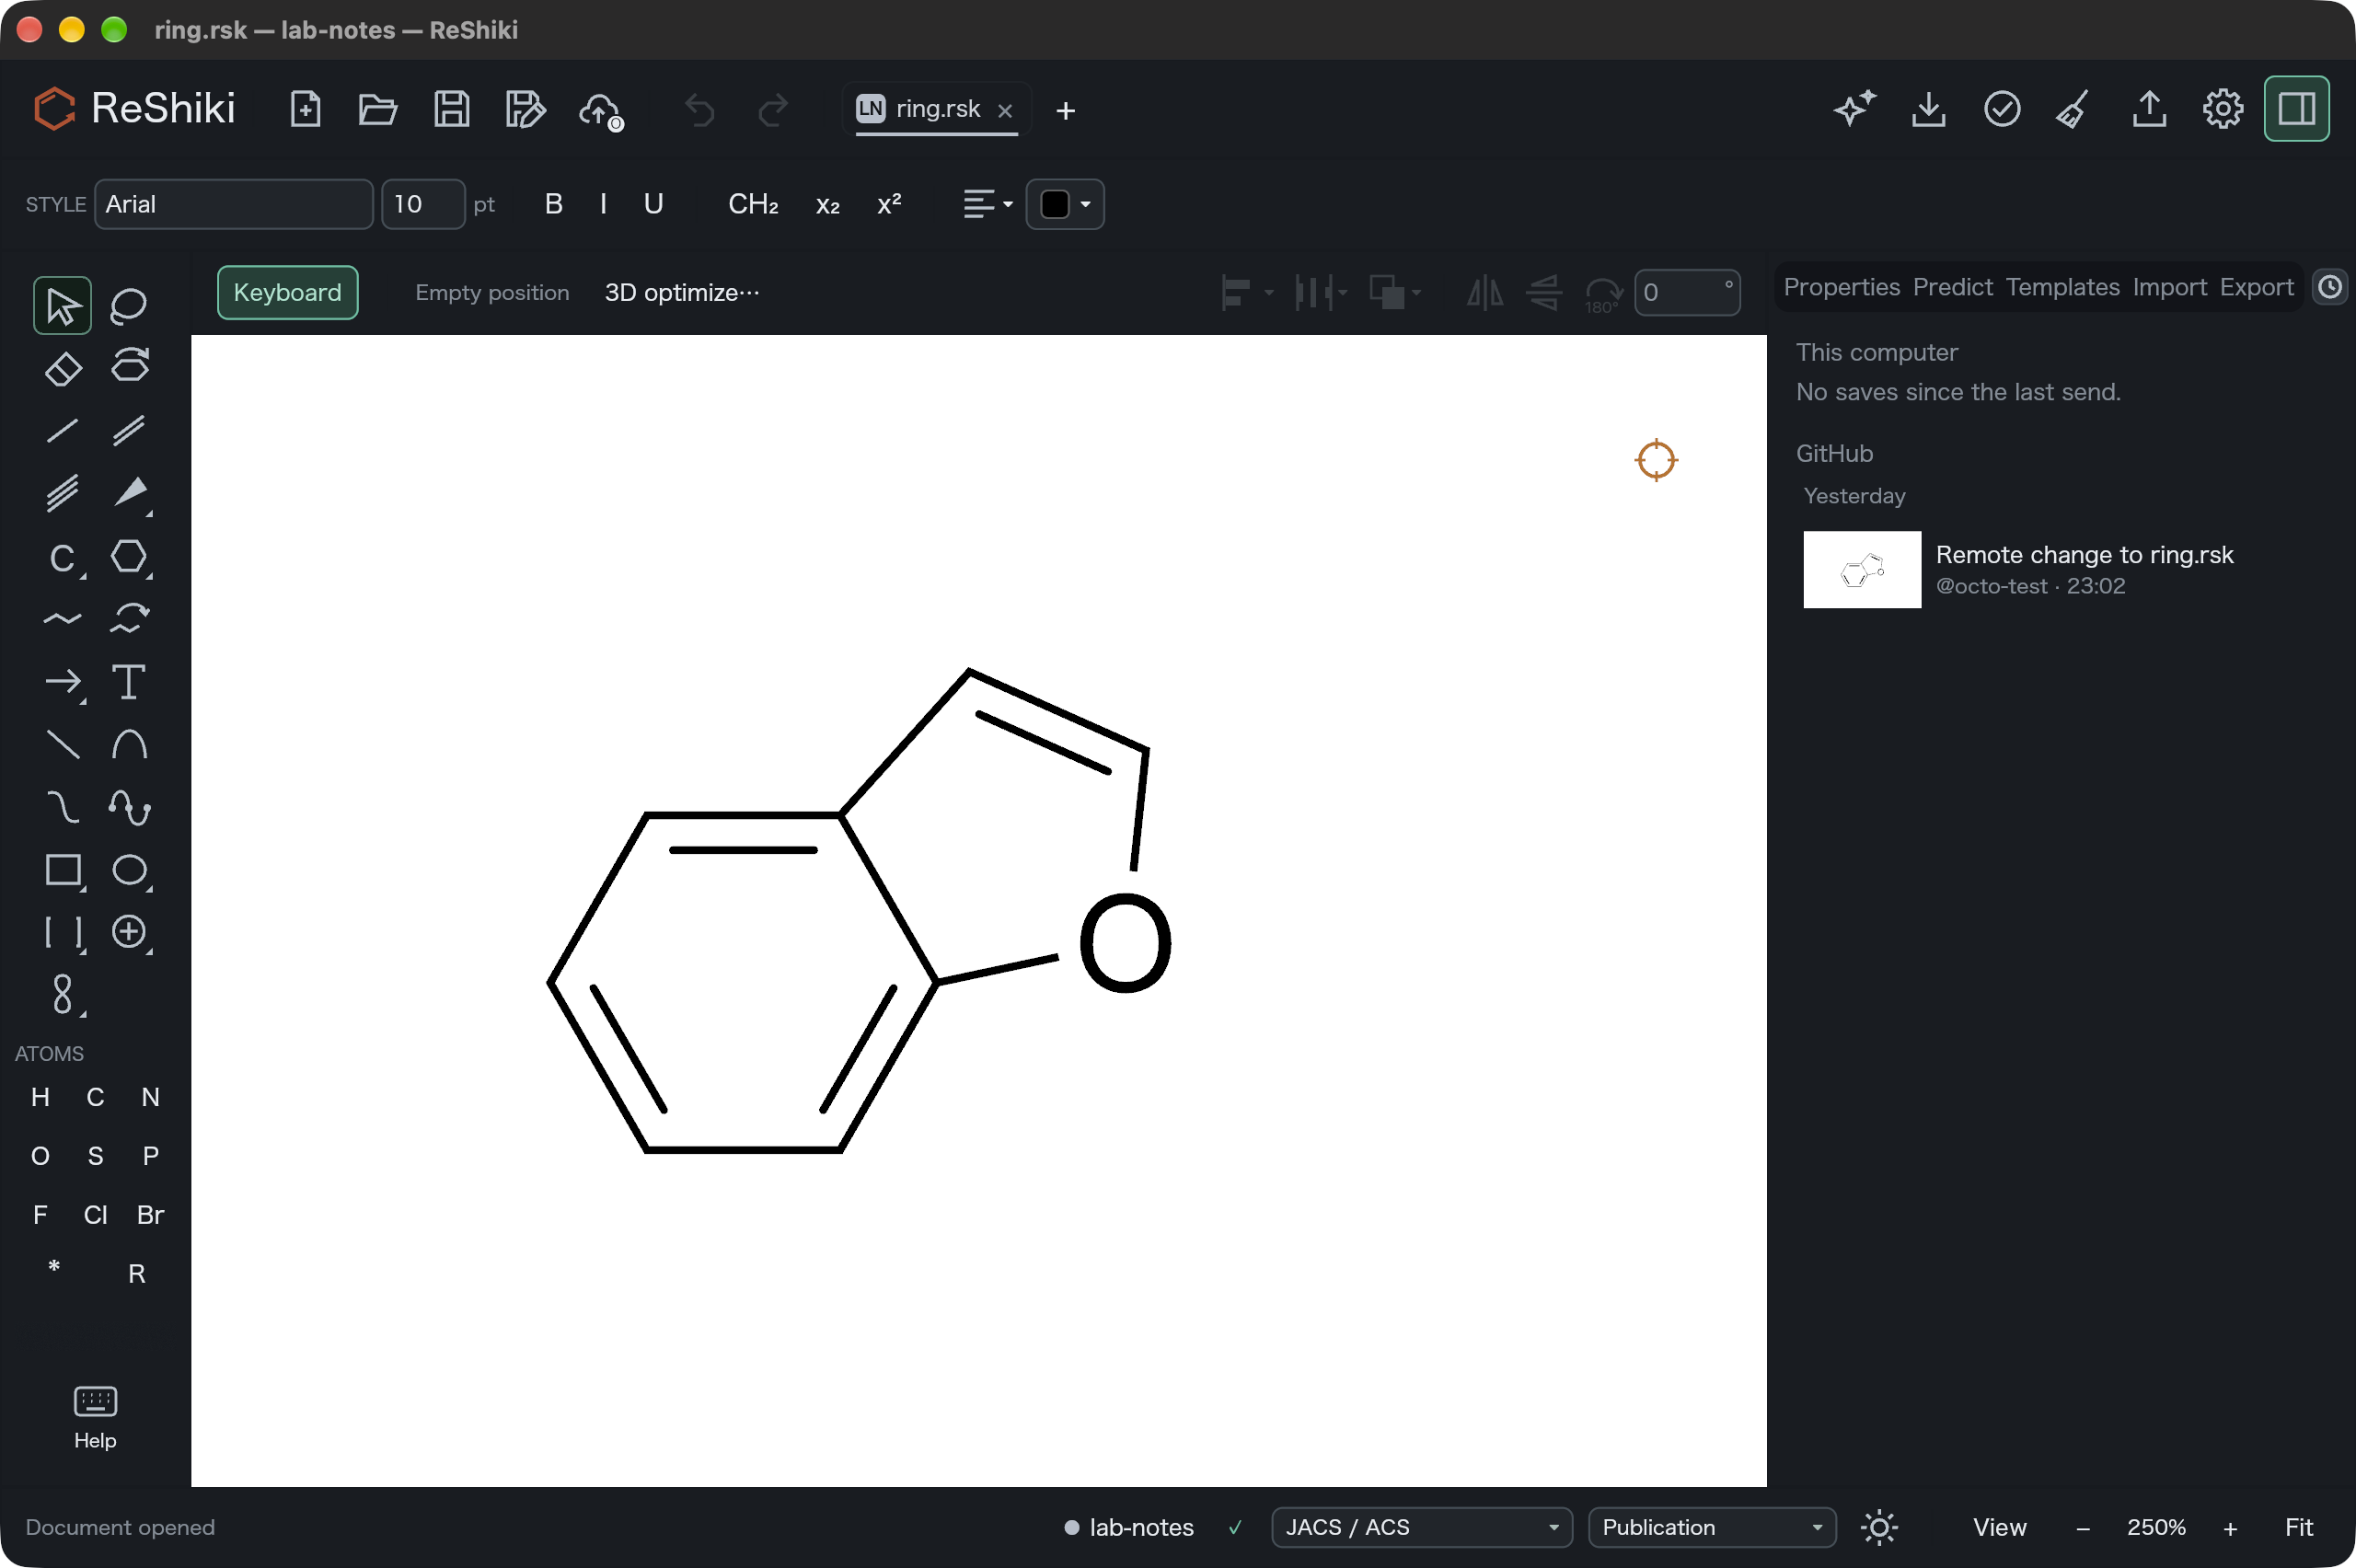 ring.rsk — lab-notes — ReShiki
ReShiki
0
LN ring.rsk × +
STYLE Arial 10 pt B I U CH₂ x₂ x²
Keyboard Empty position 3D optimize···
180° 0 °
Properties Predict Templates Import Export
This computer
No saves since the last send.
GitHub
Yesterday
Remote change to ring.rsk
@octo-test · 23:02
O
C
T
ATOMS
H C N
O S P
F Cl Br
* R
Help
Document opened
lab-notes ✓ JACS / ACS Publication View − 250% + Fit